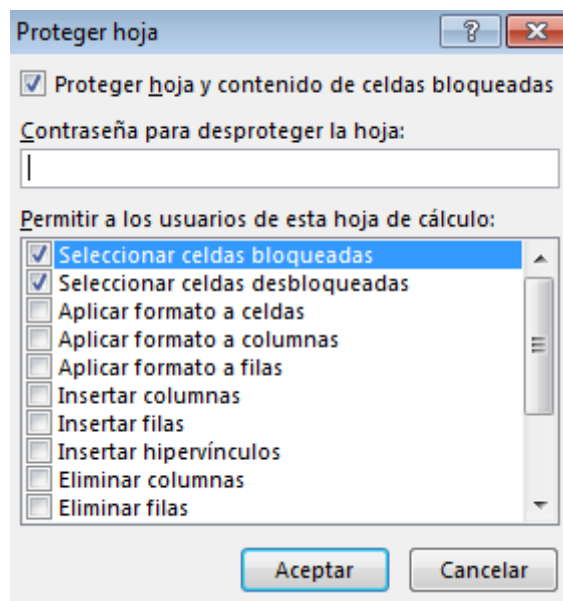 Proteger hoja
Proteger hoja y contenido de celdas bloqueadas
Contraseña para desproteger la hoja:
Permitir a los usuarios de esta hoja de cálculo:
Seleccionar celdas bloqueadas
Seleccionar celdas desbloqueadas
Aplicar formato a celdas
Aplicar formato a columnas
Aplicar formato a filas
Insertar columnas
Insertar filas
Insertar hipervínculos
Eliminar columnas
Eliminar filas
Aceptar Cancelar